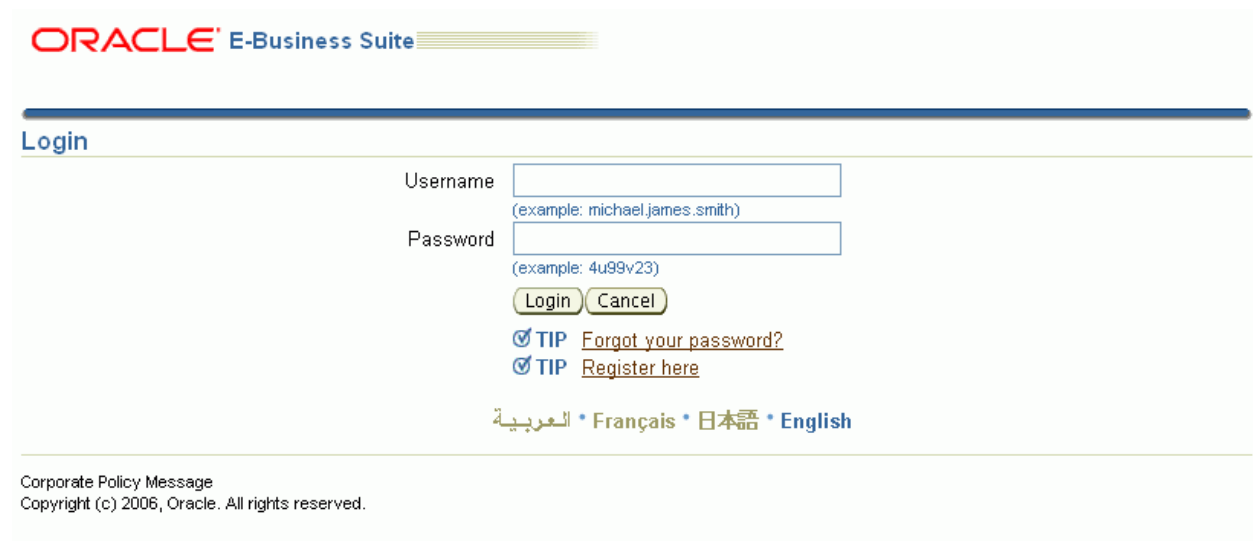 ORACLE E-Business Suite
Login
Username
(example: michael.james.smith)
Password
(example: 4u99v23)
Login Cancel
TIP Forgot your password?
TIP Register here
العربية • Français • 日本語 • English
Corporate Policy Message
Copyright (c) 2006, Oracle. All rights reserved.